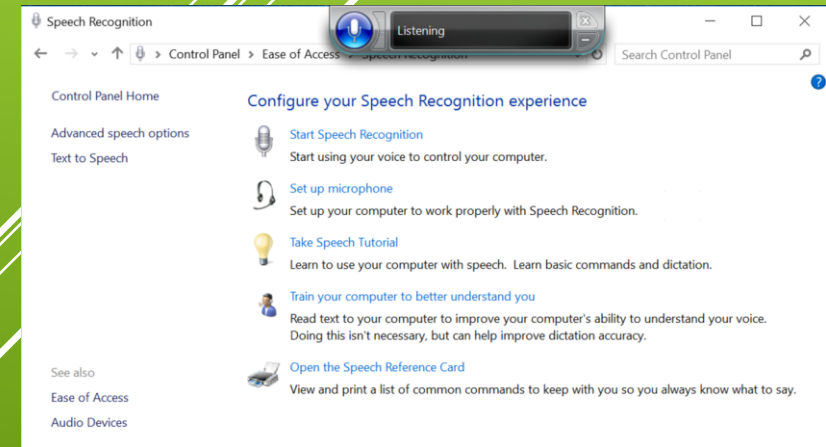 Speech Recognition
Listening
Control Panel > Ease of Access > Speech Recognition
Search Control Panel
?
Control Panel Home
Advanced speech options
Text to Speech
Configure your Speech Recognition experience
Start Speech Recognition
Start using your voice to control your computer.
Set up microphone
Set up your computer to work properly with Speech Recognition.
Take Speech Tutorial
Learn to use your computer with speech. Learn basic commands and dictation.
Train your computer to better understand you
Read text to your computer to improve your computer's ability to understand your voice.
Doing this isn't necessary, but can help improve dictation accuracy.
Open the Speech Reference Card
View and print a list of common commands to keep with you so you always know what to say.
See also
Ease of Access
Audio Devices